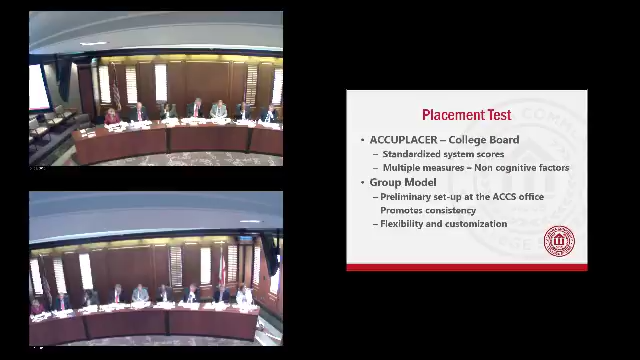 Placement Test
• ACCUPLACER – College Board
– Standardized system scores
– Multiple measures – Non cognitive factors
• Group Model
– Preliminary set-up at the ACCS office
Promotes consistency
– Flexibility and customization